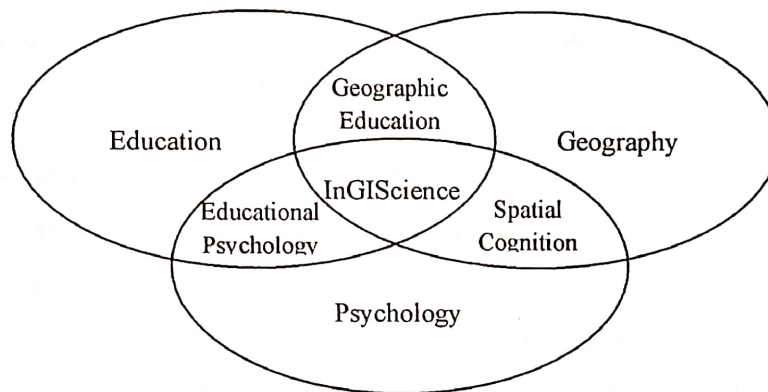 Geographic
Education
Education
Geography
InGIScience
Educational
Psychology
Spatial
Cognition
Psychology